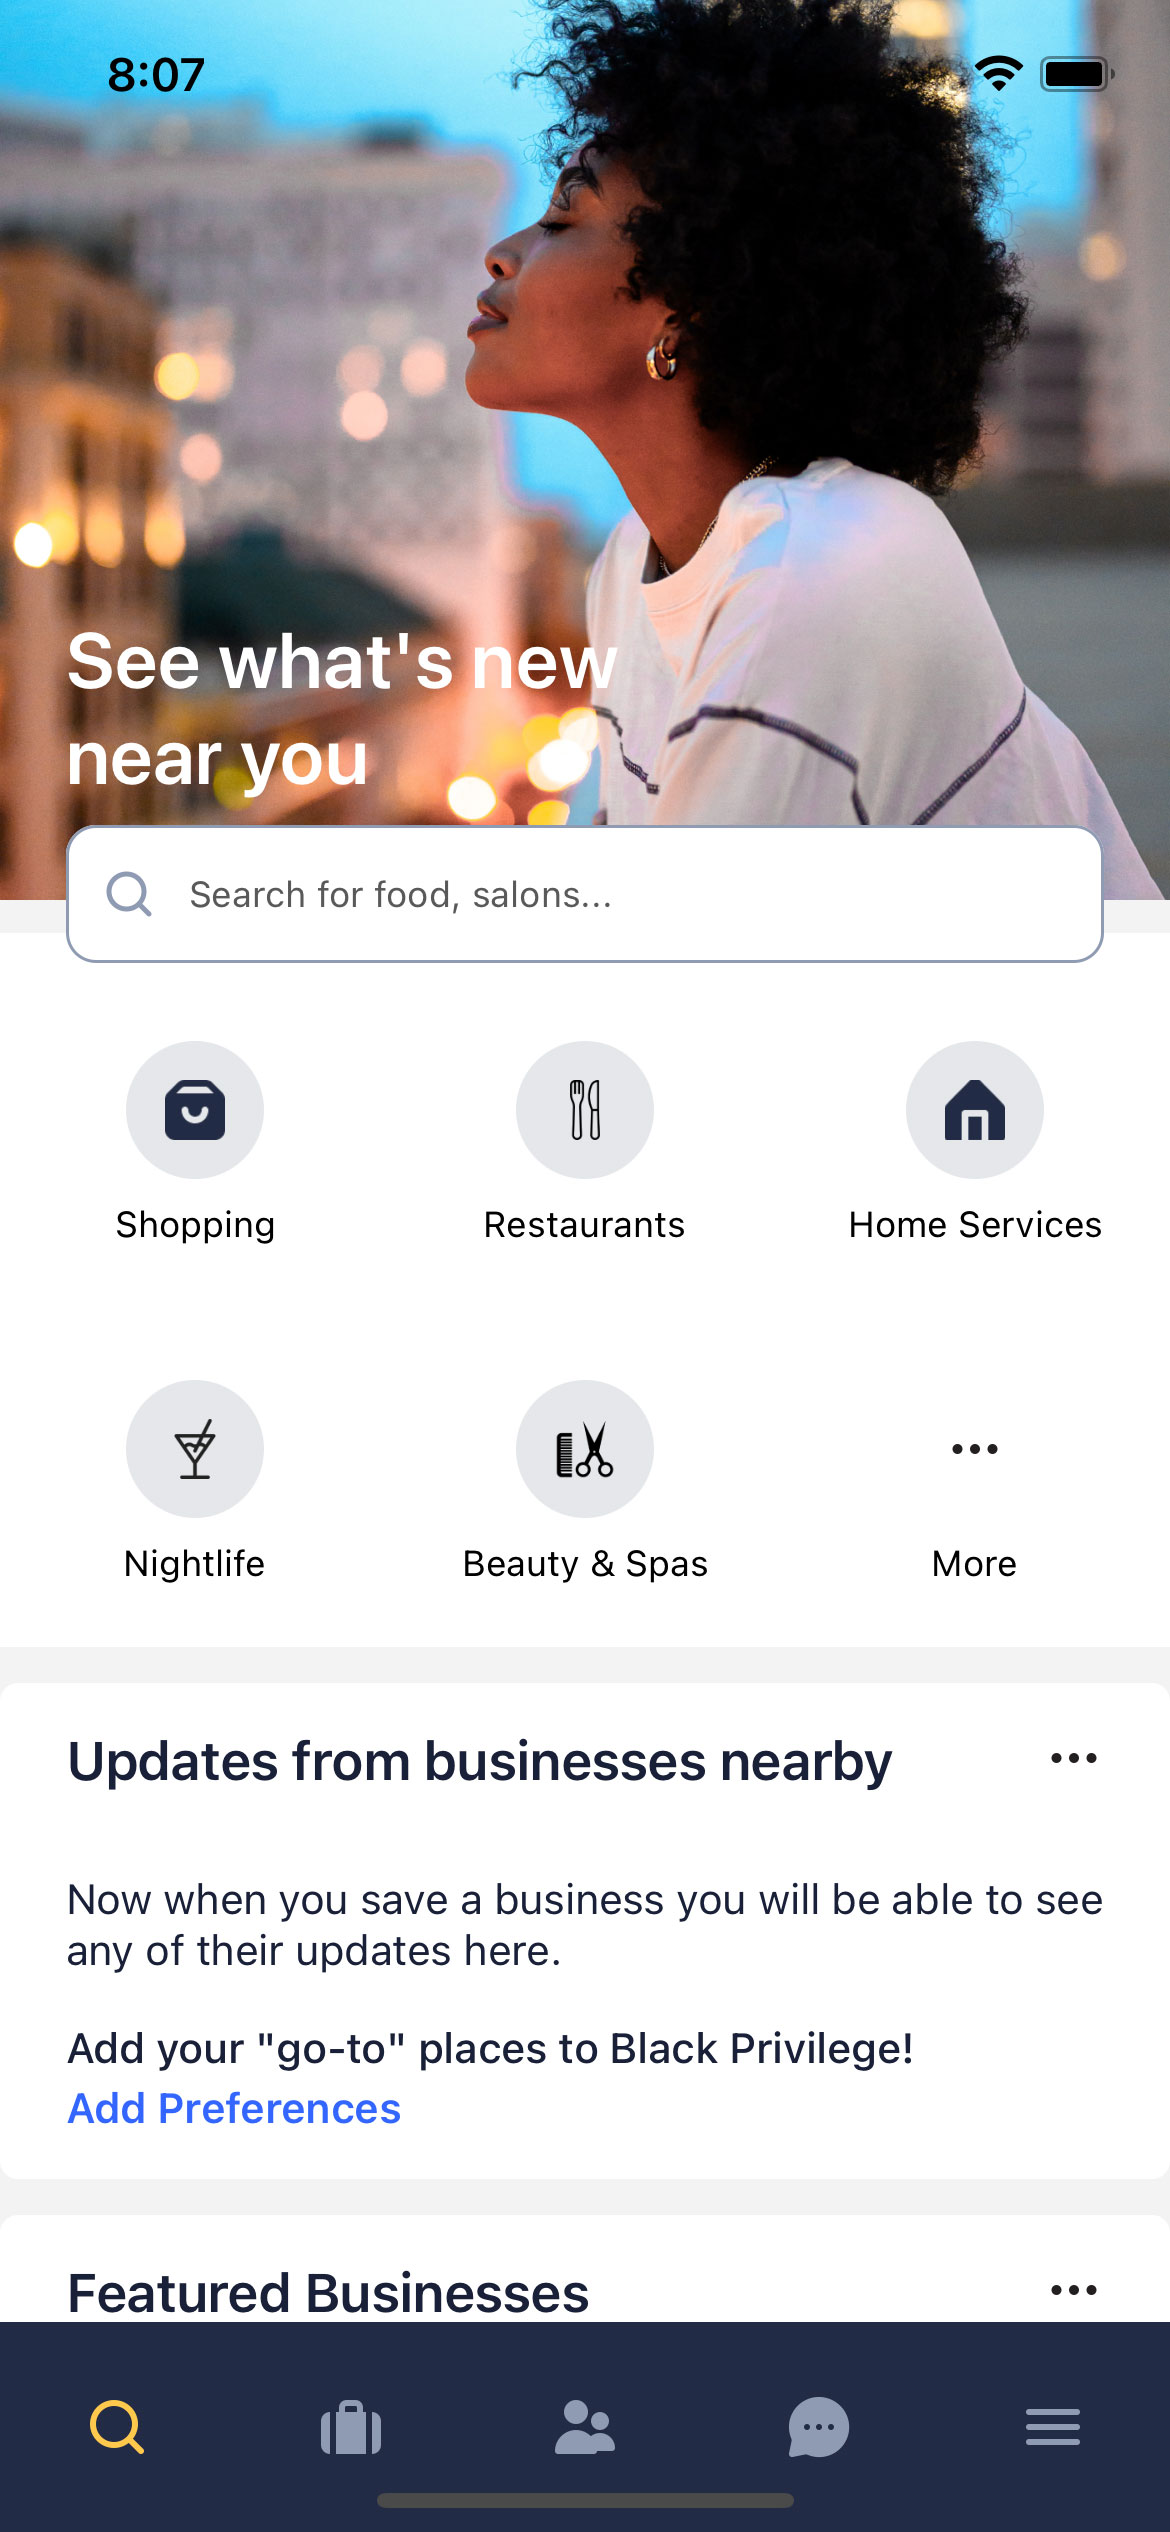 8:07
See what's new
near you
Search for food, salons...
Shopping
Restaurants
Home Services
Nightlife
Beauty & Spas
More
Updates from businesses nearby
Now when you save a business you will be able to see
any of their updates here.
Add your "go-to" places to Black Privilege!
Add Preferences
Featured Businesses